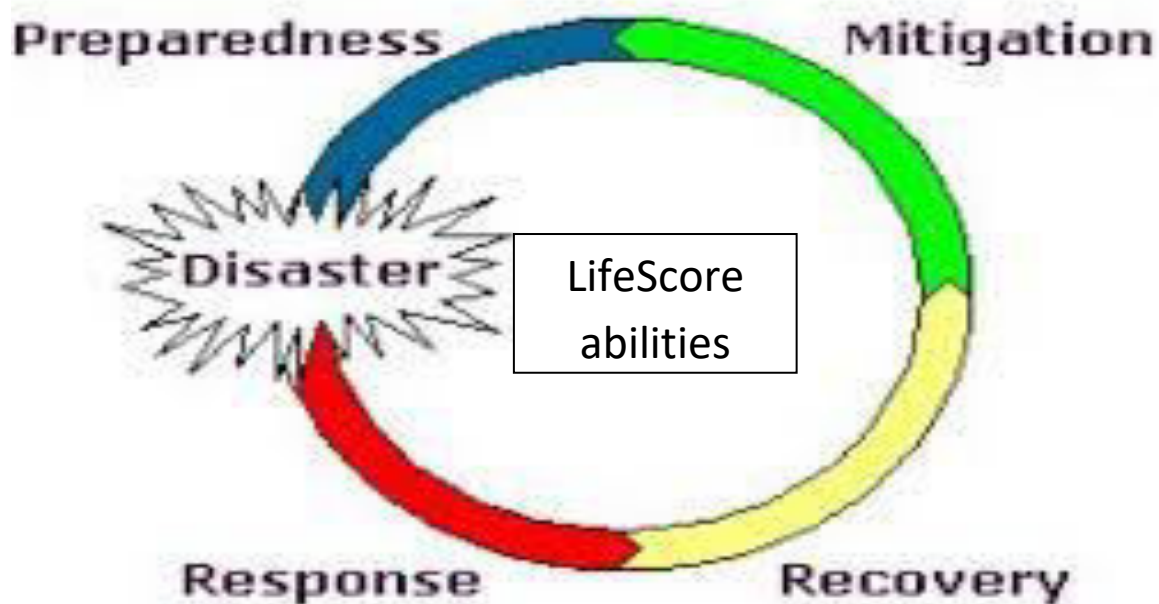 Preparedness
Mitigation
Disaster
LifeScore
abilities
Response
Recovery